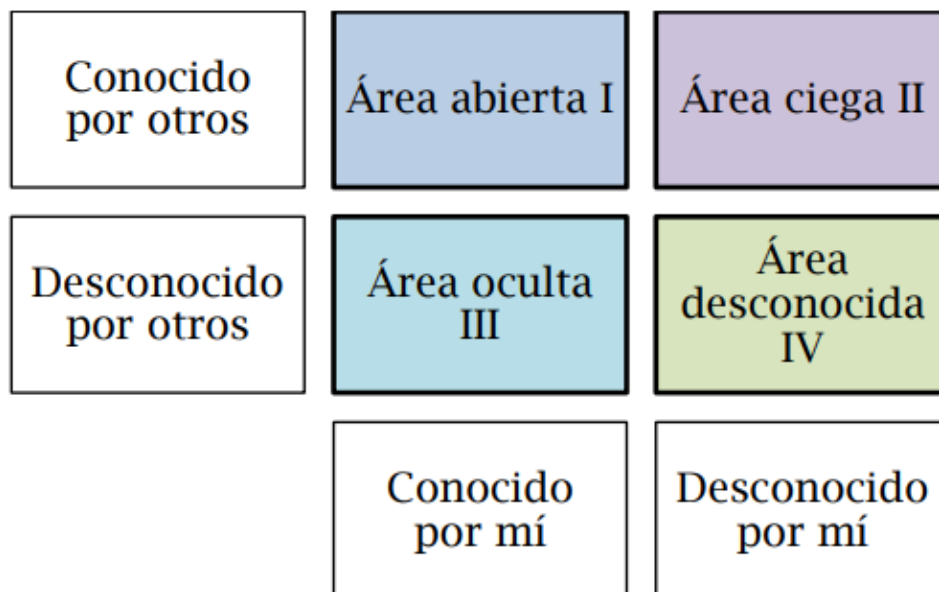 Conocido
por otros
Área abierta I
Área ciega II
Desconocido
por otros
Área oculta
III
Área
desconocida
IV
Conocido
por mí
Desconocido
por mí